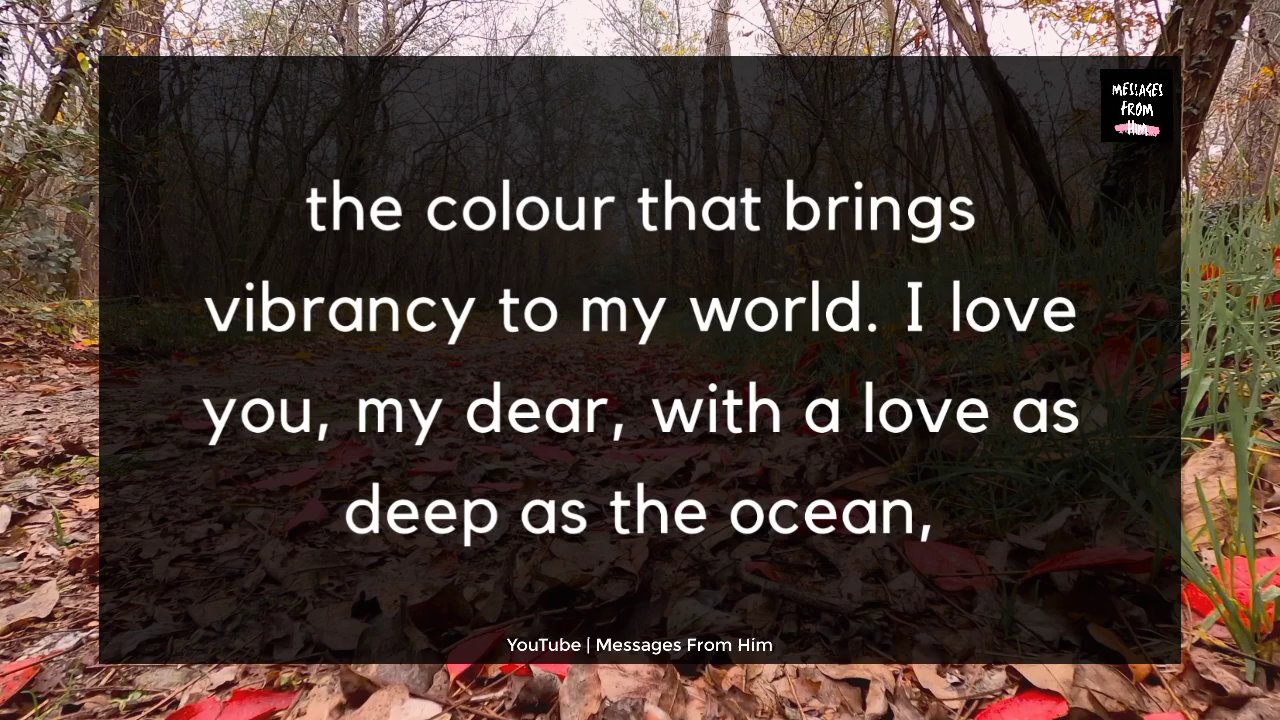 MESSAGES
FROM
HIM
the colour that brings
vibrancy to my world. I love
you, my dear, with a love as
deep as the ocean,
YouTube | Messages From Hím